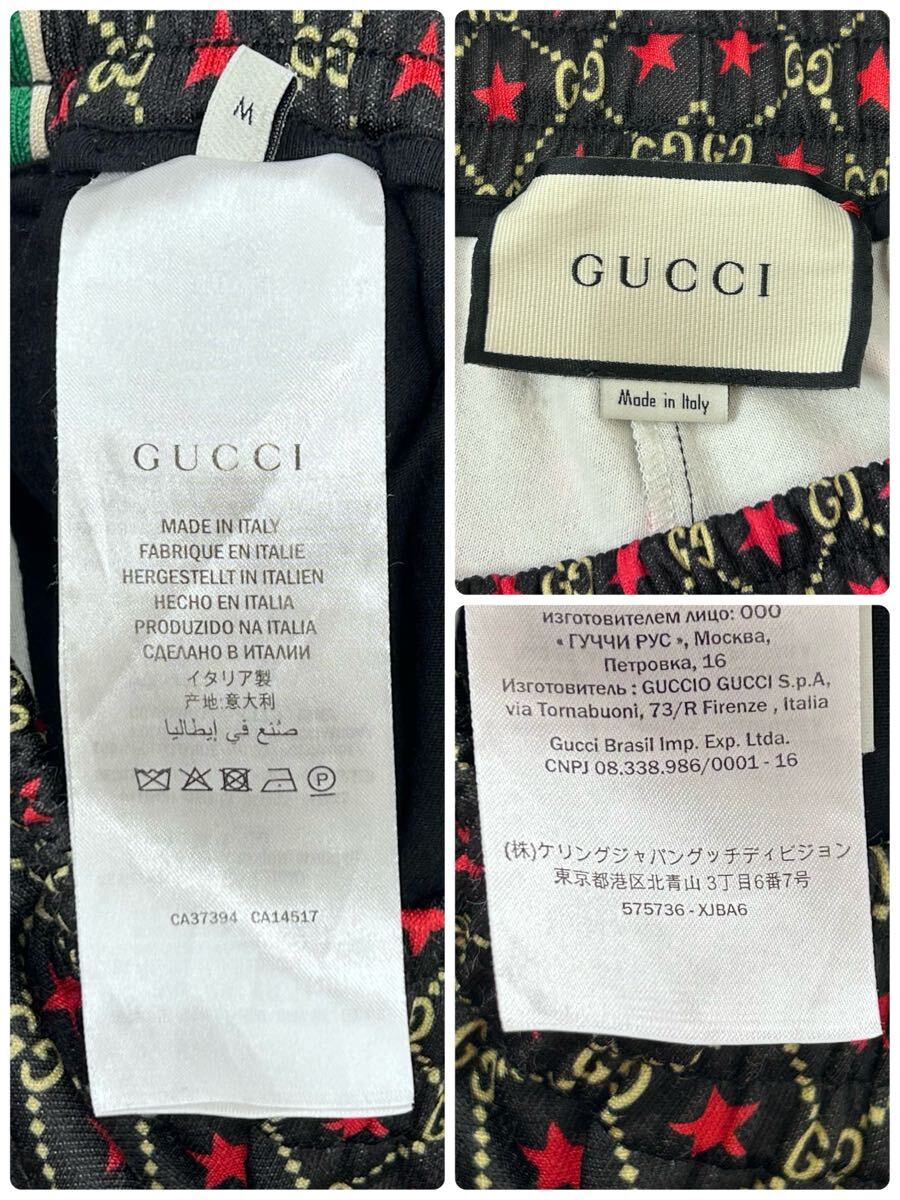 M
GUCCI
MADE IN ITALY
FABRIQUE EN ITALIE
HERGESTELLT IN ITALIEN
HECHO EN ITALIA
PRODUZIDO NA ITALIA
СДЕЛАНО В ИТАЛИИ
イタリア製
产地:意大利
صنع في إيطاليا
P
CA37394 CA14517
GUCCI
Made in Italy
изготовителем лицо: ООО
« ГУЧЧИ РУС », Москва,
Петровка, 16
Изготовитель : GUCCIO GUCCI S.p.A,
via Tornabuoni, 73/R Firenze , Italia
Gucci Brasil Imp. Exp. Ltda.
CNPJ 08.338.986/0001 - 16
(株)ケリングジャパングッチディビジョン
東京都港区北青山 3丁目6番7号
575736 - XJBA6